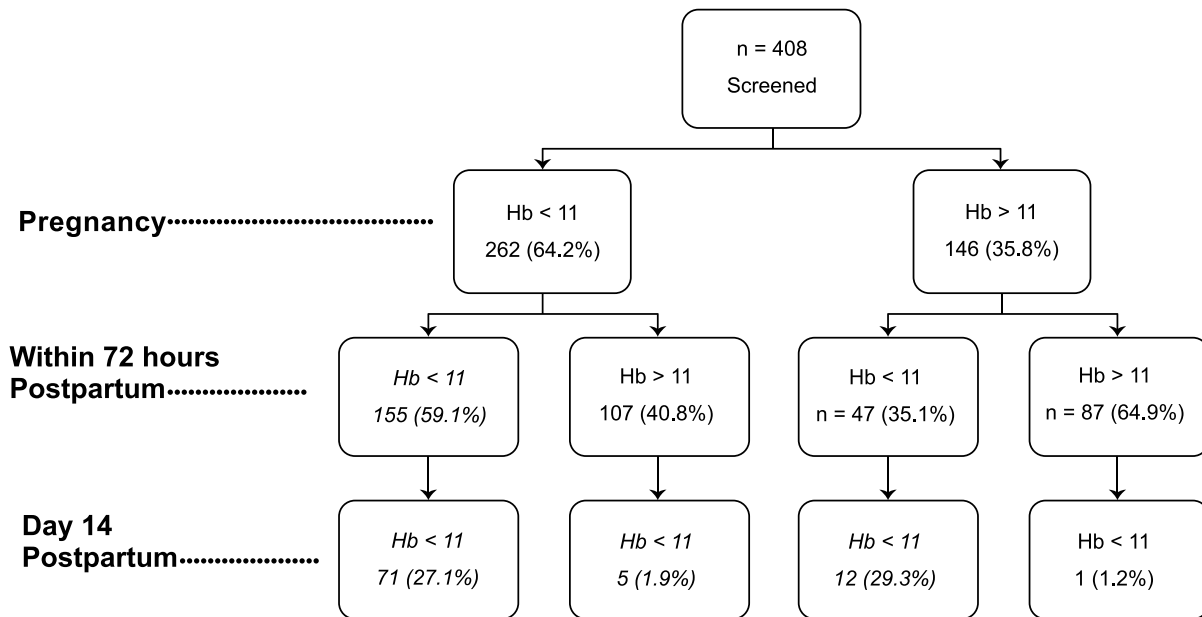 n = 408
Screened
Pregnancy
Hb < 11
262 (64.2%)
Hb > 11
146 (35.8%)
Within 72 hours
Postpartum
Hb < 11
155 (59.1%)
Hb > 11
107 (40.8%)
Hb < 11
n = 47 (35.1%)
Hb > 11
n = 87 (64.9%)
Day 14
Postpartum
Hb < 11
71 (27.1%)
Hb < 11
5 (1.9%)
Hb < 11
12 (29.3%)
Hb < 11
1 (1.2%)